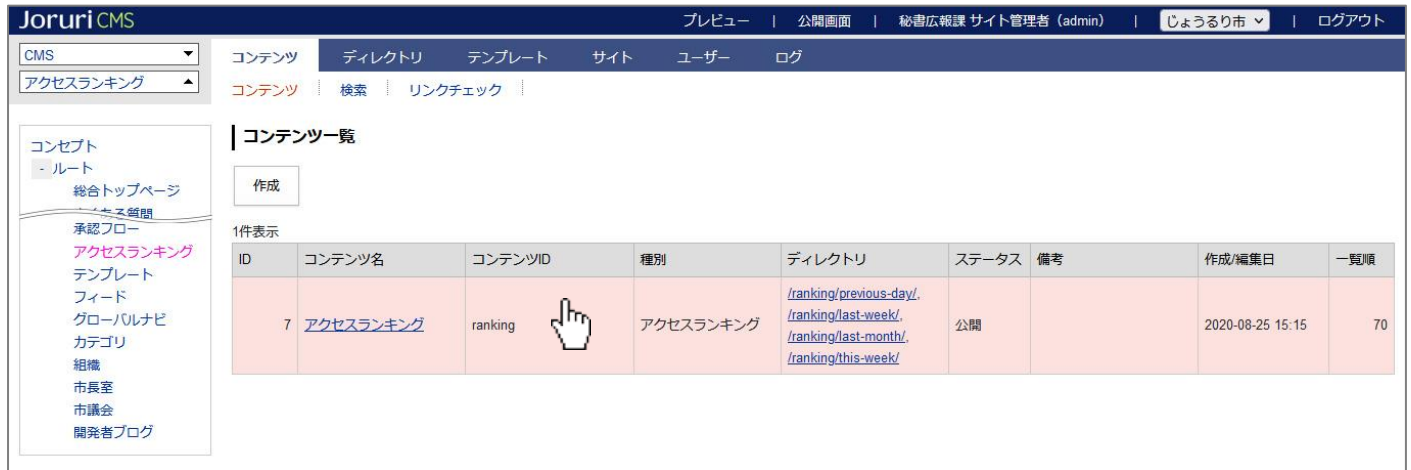 Joruri CMS
プレビュー | 公開画面 | 秘書広報課 サイト管理者（admin） | じょうるり市 | ログアウト
CMS
アクセスランキング
コンテンツ ディレクトリ テンプレート サイト ユーザー ログ
コンテンツ 検索 リンクチェック
コンセプト
- ルート
総合トップページ
承認フロー
アクセスランキング
テンプレート
フィード
グローバルナビ
カテゴリ
組織
市長室
市議会
開発者ブログ
コンテンツ一覧
作成
1件表示
ID コンテンツ名 コンテンツID 種別 ディレクトリ ステータス 備考 作成/編集日 一覧順
7 アクセスランキング ranking アクセスランキング /ranking/previous-day/, 公開 2020-08-25 15:15 70
/ranking/last-week/,
/ranking/last-month/,
/ranking/this-week/